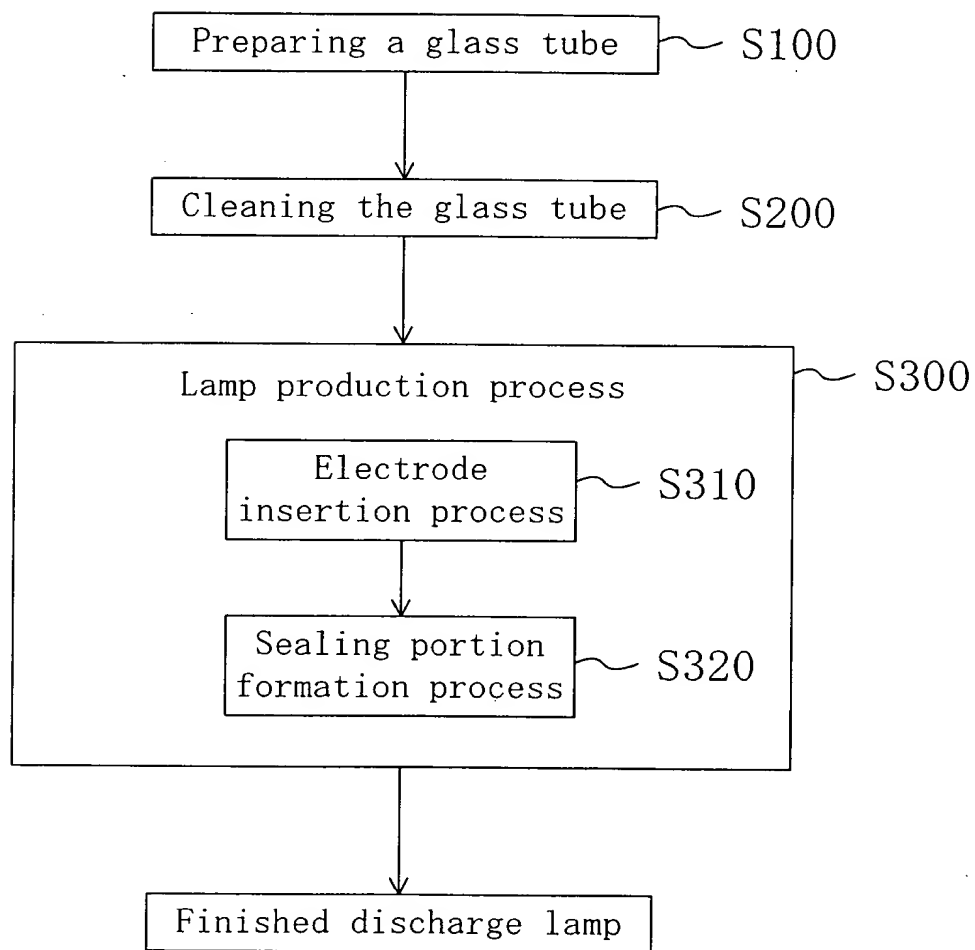 Preparing a glass tube S100
Cleaning the glass tube S200
Lamp production process S300
Electrode
insertion process S310
Sealing portion
formation process S320
Finished discharge lamp